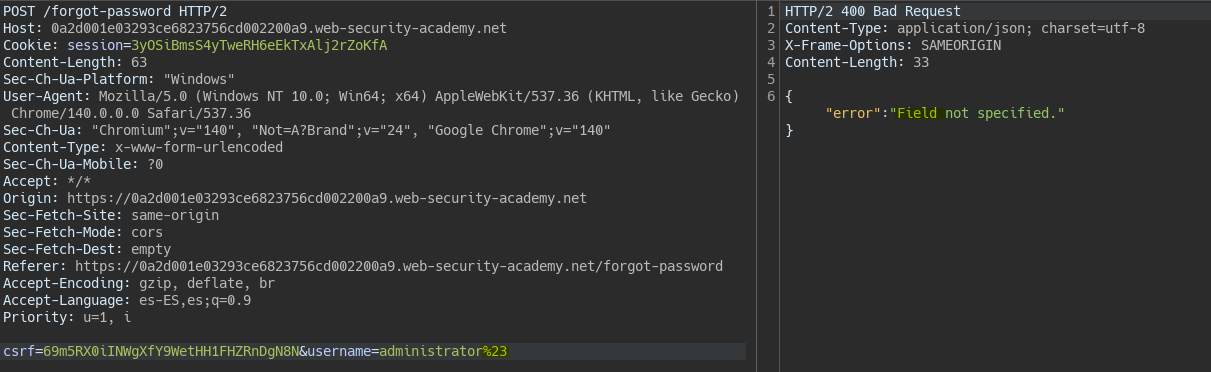 POST /forgot-password HTTP/2
Host: 0a2d001e03293ce6823756cd002200a9.web-security-academy.net
Cookie: session=3yOSiBmsS4yTweRH6eEkTxAlj2rZoKfA
Content-Length: 63
Sec-Ch-Ua-Platform: "Windows"
User-Agent: Mozilla/5.0 (Windows NT 10.0; Win64; x64) AppleWebKit/537.36 (KHTML, like Gecko)
Chrome/140.0.0.0 Safari/537.36
Sec-Ch-Ua: "Chromium";v="140", "Not=A?Brand";v="24", "Google Chrome";v="140"
Content-Type: x-www-form-urlencoded
Sec-Ch-Ua-Mobile: ?0
Accept: */*
Origin: https://0a2d001e03293ce6823756cd002200a9.web-security-academy.net
Sec-Fetch-Site: same-origin
Sec-Fetch-Mode: cors
Sec-Fetch-Dest: empty
Referer: https://0a2d001e03293ce6823756cd002200a9.web-security-academy.net/forgot-password
Accept-Encoding: gzip, deflate, br
Accept-Language: es-ES,es;q=0.9
Priority: u=1, i
csrf=69m5RX0iINWgXfY9WetHH1FHZRnDgN8N&username=administrator%23
1 HTTP/2 400 Bad Request
2 Content-Type: application/json; charset=utf-8
3 X-Frame-Options: SAMEORIGIN
4 Content-Length: 33
5
6 {
"error":"Field not specified."
}